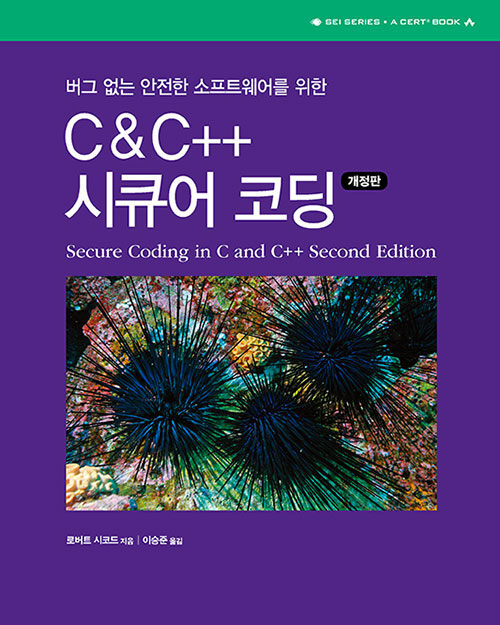 SEI SERIES • A CERT® BOOK
버그 없는 안전한 소프트웨어를 위한
C & C++
시큐어 코딩 개정판
Secure Coding in C and C++ Second Edition
로버트 시코드 지음 | 이승준 옮김